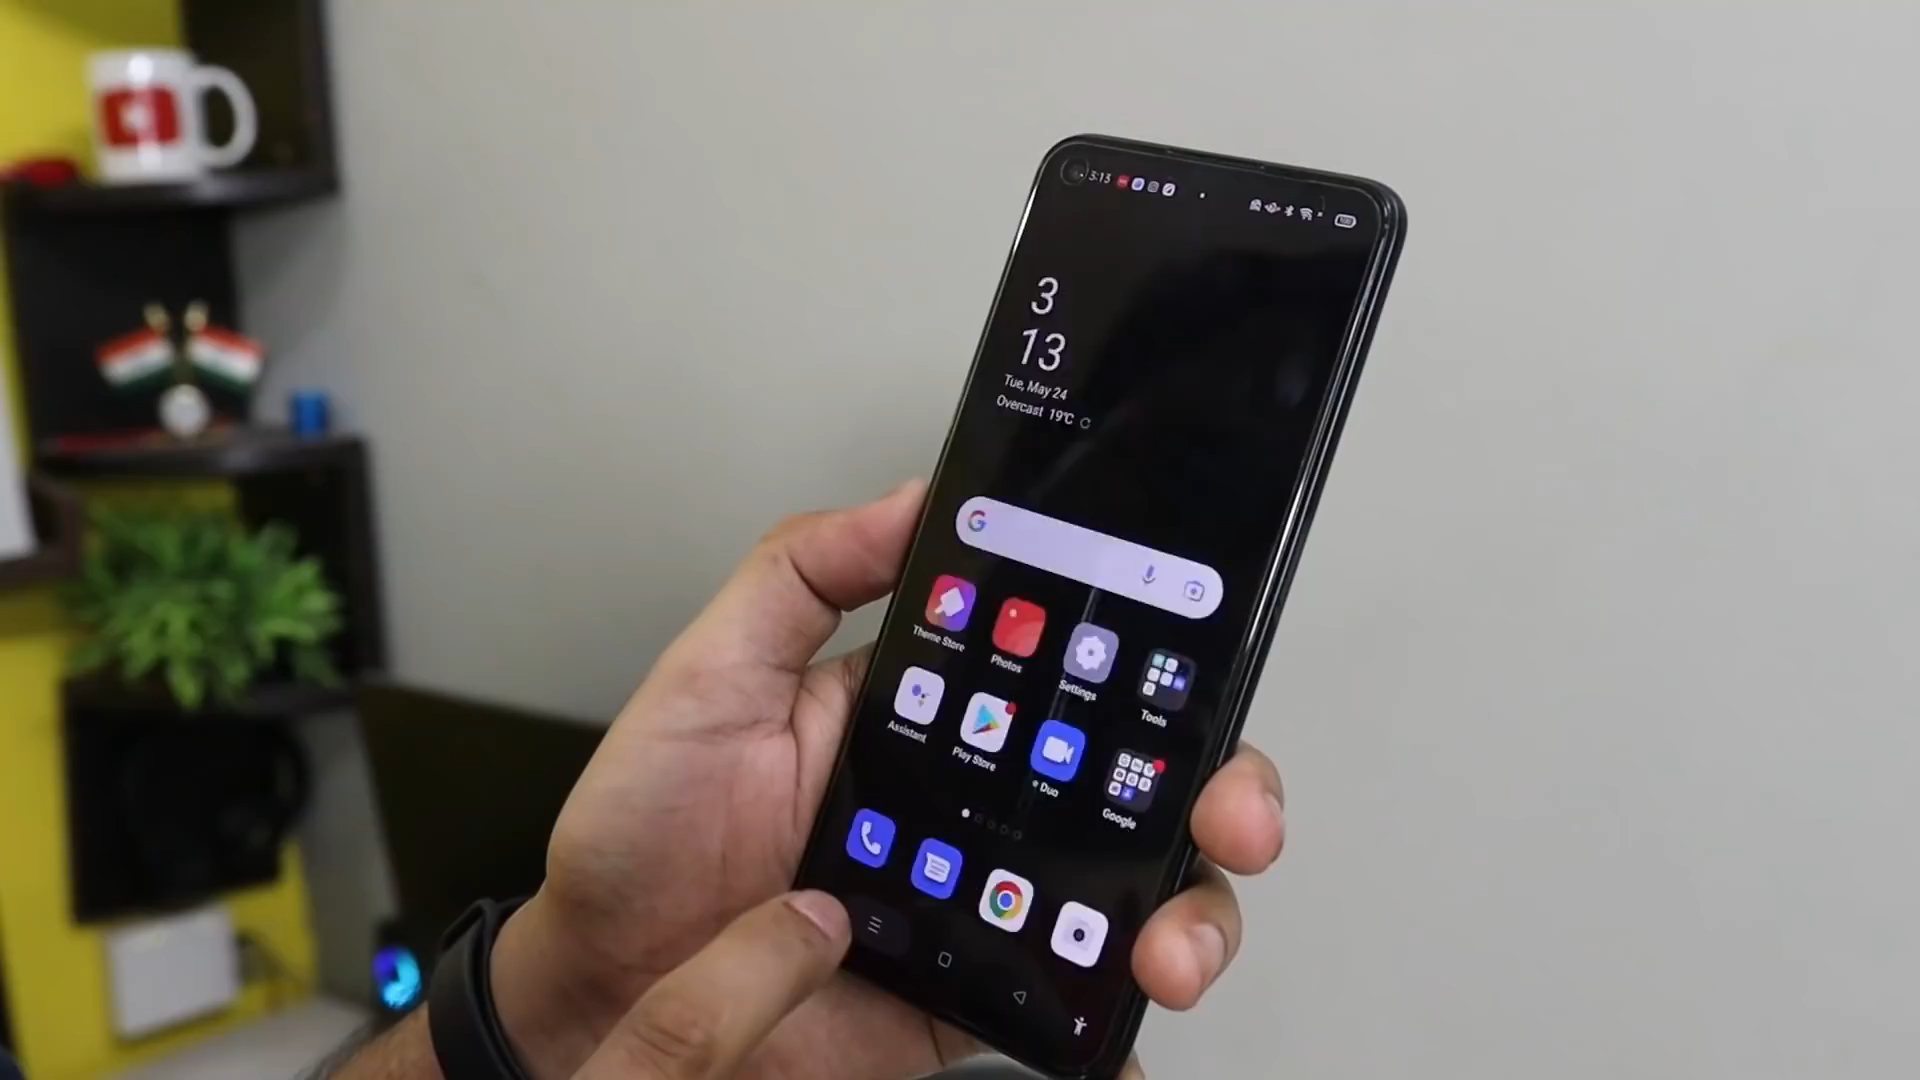 3:13
3
13
Tue, May 24
Overcast 19°C
Theme Store
Photos
Settings
Tools
Assistant
Play Store
Duo
Google